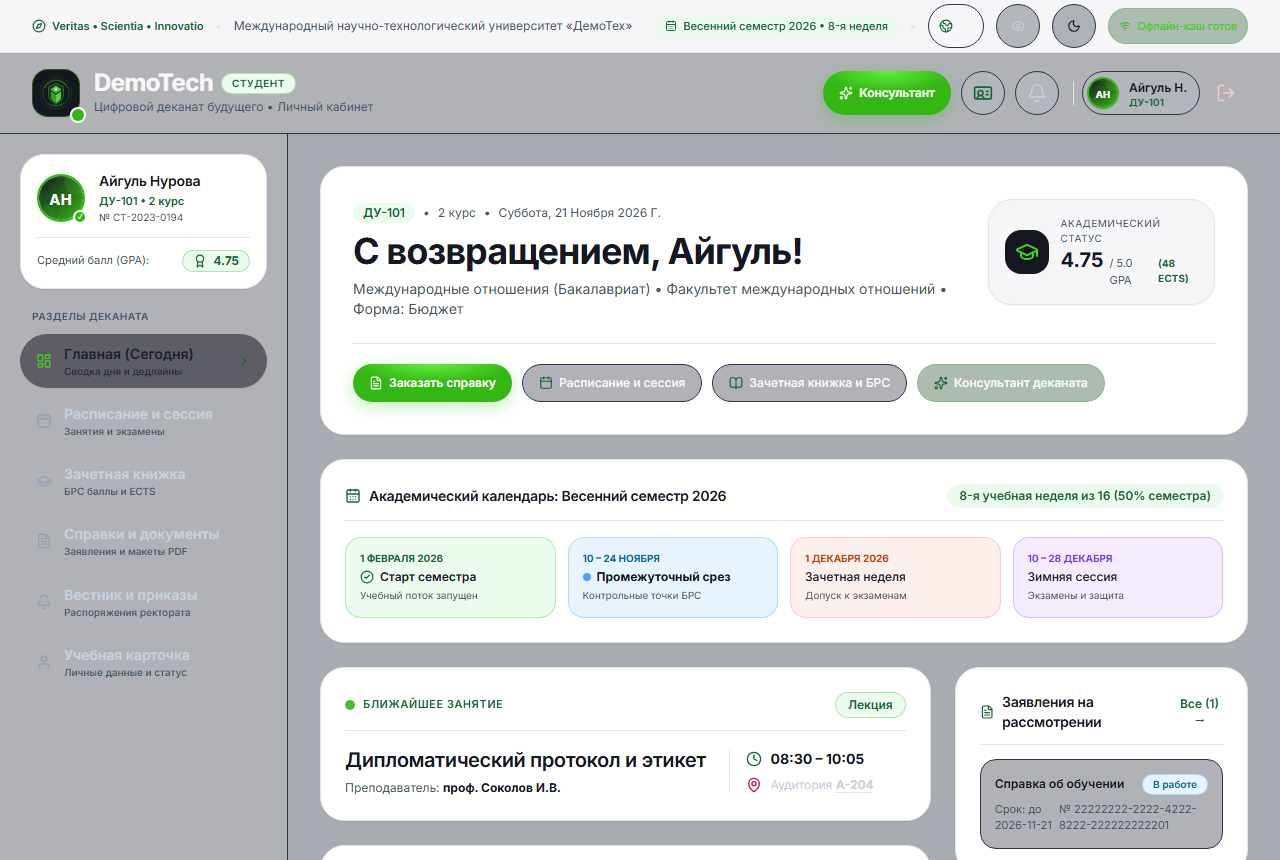 Veritas • Scientia • Innovatio • Международный научно-технологический университет «ДемоТех»
Весенний семестр 2026 • 8-я неделя
Офлайн-кэш готов
DemoTech СТУДЕНТ
Цифровой деканат будущего • Личный кабинет
Консультант
АН
Айгуль Н.
ДУ-101
АН
Айгуль Нурова
ДУ-101 • 2 курс
№ СТ-2023-0194
Средний балл (GPA): 4.75
РАЗДЕЛЫ ДЕКАНАТА
Главная (Сегодня)
Сводка дня и дедлайны
Расписание и сессия
Занятия и экзамены
Зачетная книжка
БРС баллы и ECTS
Справки и документы
Заявления и макеты PDF
Вестник и приказы
Распоряжения ректората
Учебная карточка
Личные данные и статус
ДУ-101 • 2 курс • Суббота, 21 Ноября 2026 Г.
С возвращением, Айгуль!
Международные отношения (Бакалавриат) • Факультет международных отношений •
Форма: Бюджет
АКАДЕМИЧЕСКИЙ
СТАТУС
4.75 / 5.0 (48
GPA ECTS)
Заказать справку
Расписание и сессия
Зачетная книжка и БРС
Консультант деканата
Академический календарь: Весенний семестр 2026
8-я учебная неделя из 16 (50% семестра)
1 ФЕВРАЛЯ 2026
Старт семестра
Учебный поток запущен
10 – 24 НОЯБРЯ
Промежуточный срез
Контрольные точки БРС
1 ДЕКАБРЯ 2026
Зачетная неделя
Допуск к экзаменам
10 – 28 ДЕКАБРЯ
Зимняя сессия
Экзамены и защита
БЛИЖАЙШЕЕ ЗАНЯТИЕ
Лекция
Дипломатический протокол и этикет
Преподаватель: проф. Соколов И.В.
08:30 – 10:05
Аудитория А-204
Заявления на
рассмотрении
Все (1)
→
Справка об обучении
В работе
Срок: до № 22222222-2222-4222-
2026-11-21 8222-222222222201